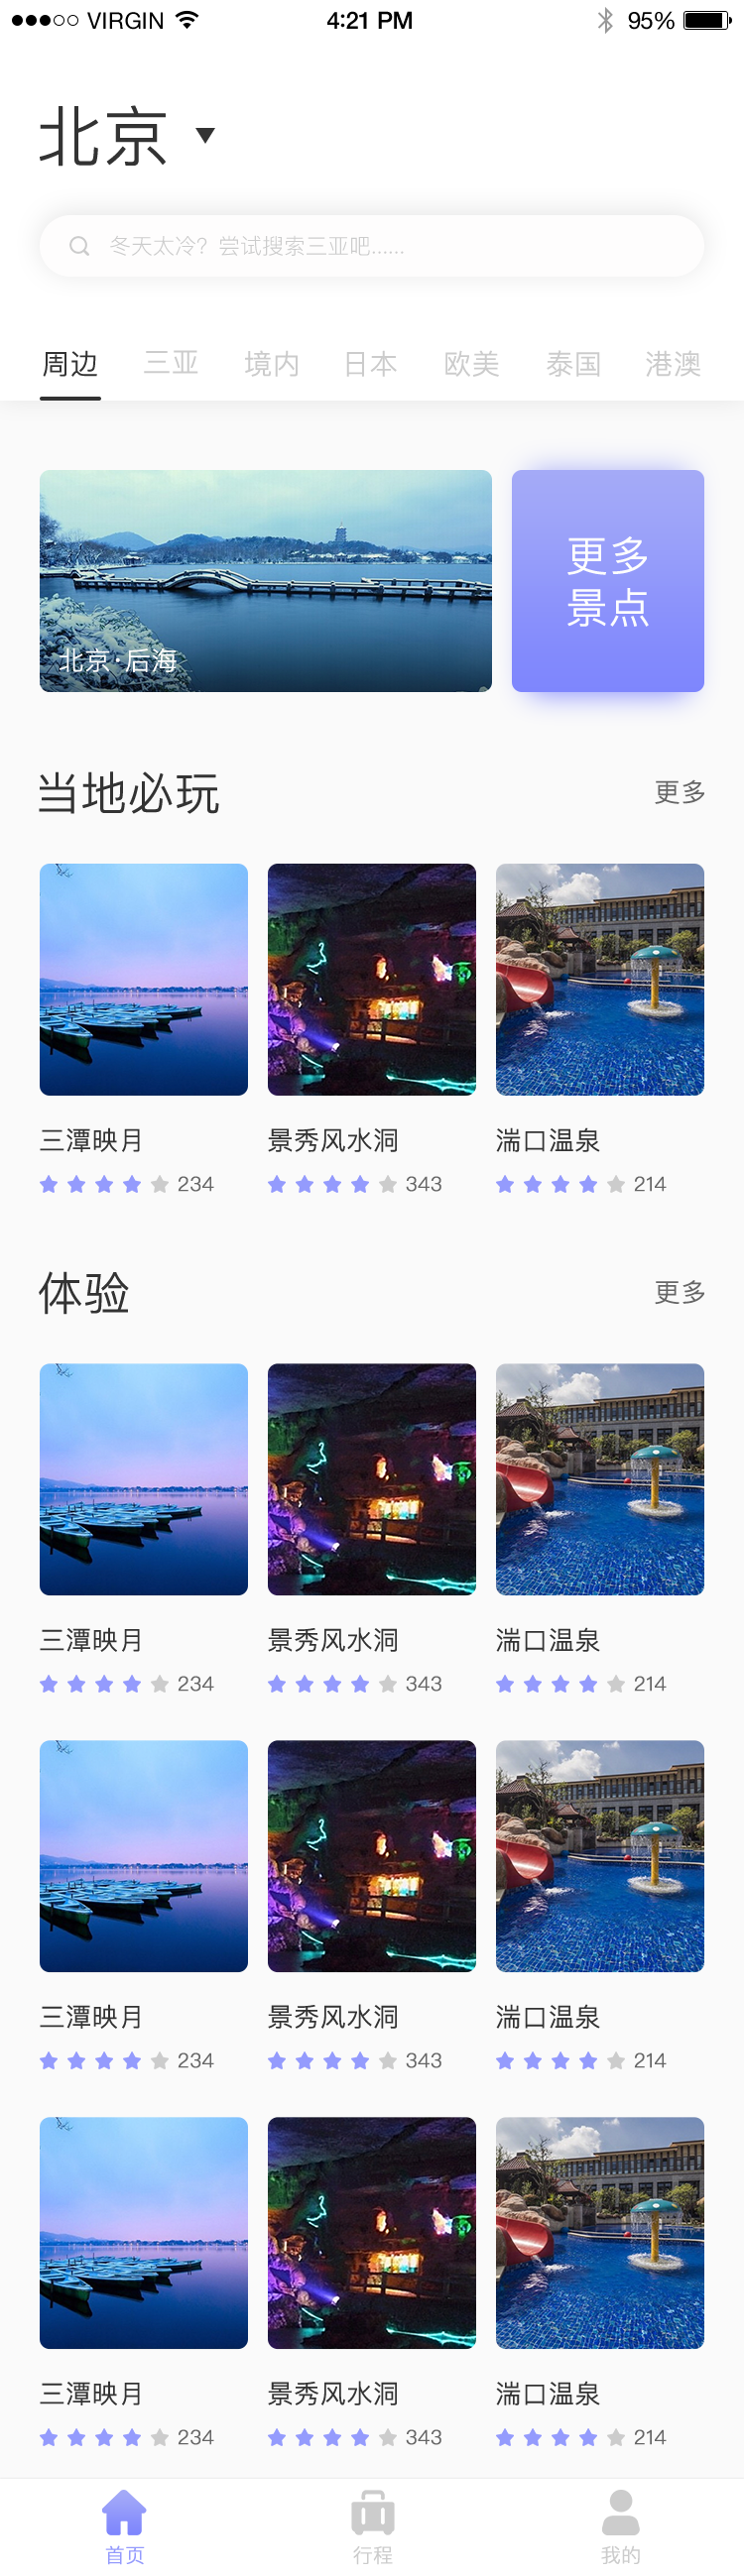 VIRGIN 4:21 PM 95%
北京
冬天太冷？尝试搜索三亚吧......
周边 三亚 境内 日本 欧美 泰国 港澳
北京·后海
更多
景点
当地必玩 更多
三潭映月 景秀风水洞 湍口温泉
234 343 214
体验 更多
三潭映月 景秀风水洞 湍口温泉
234 343 214
三潭映月 景秀风水洞 湍口温泉
234 343 214
三潭映月 景秀风水洞 湍口温泉
234 343 214
首页 行程 我的